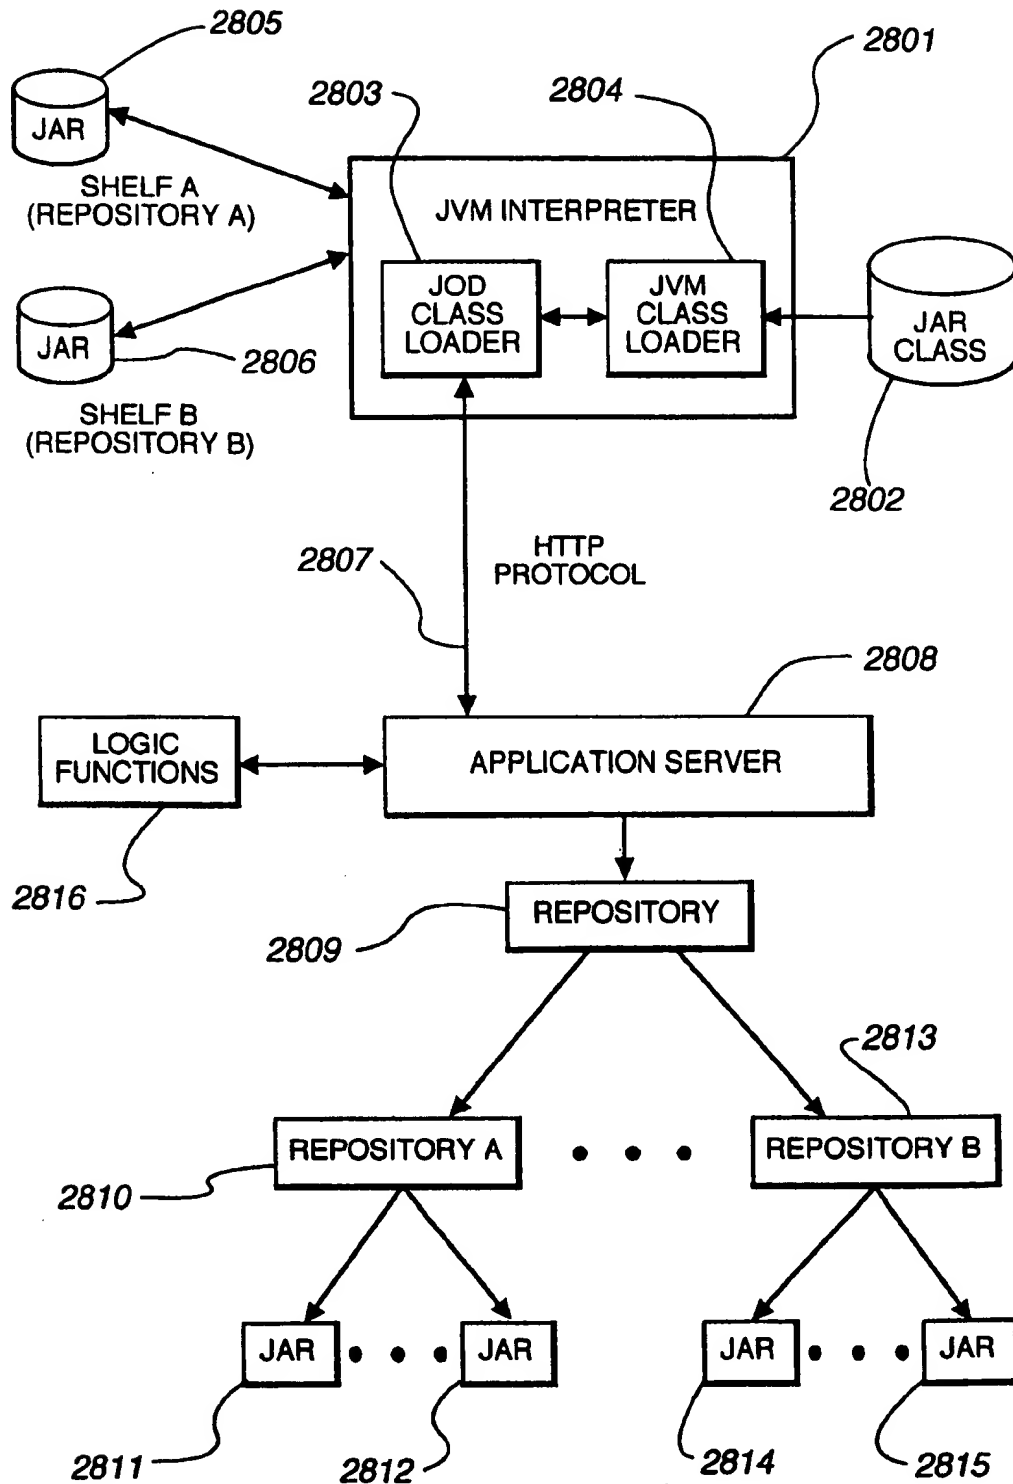 2805
2801
2803
2804
JAR
SHELF A
(REPOSITORY A)
JVM INTERPRETER
JOD
CLASS
LOADER
JVM
CLASS
LOADER
JAR
CLASS
JAR
2806
SHELF B
(REPOSITORY B)
2802
2807
HTTP
PROTOCOL
2808
LOGIC
FUNCTIONS
APPLICATION SERVER
2816
REPOSITORY
2809
2813
REPOSITORY A
REPOSITORY B
2810
JAR
JAR
JAR
JAR
2811
2812
2814
2815